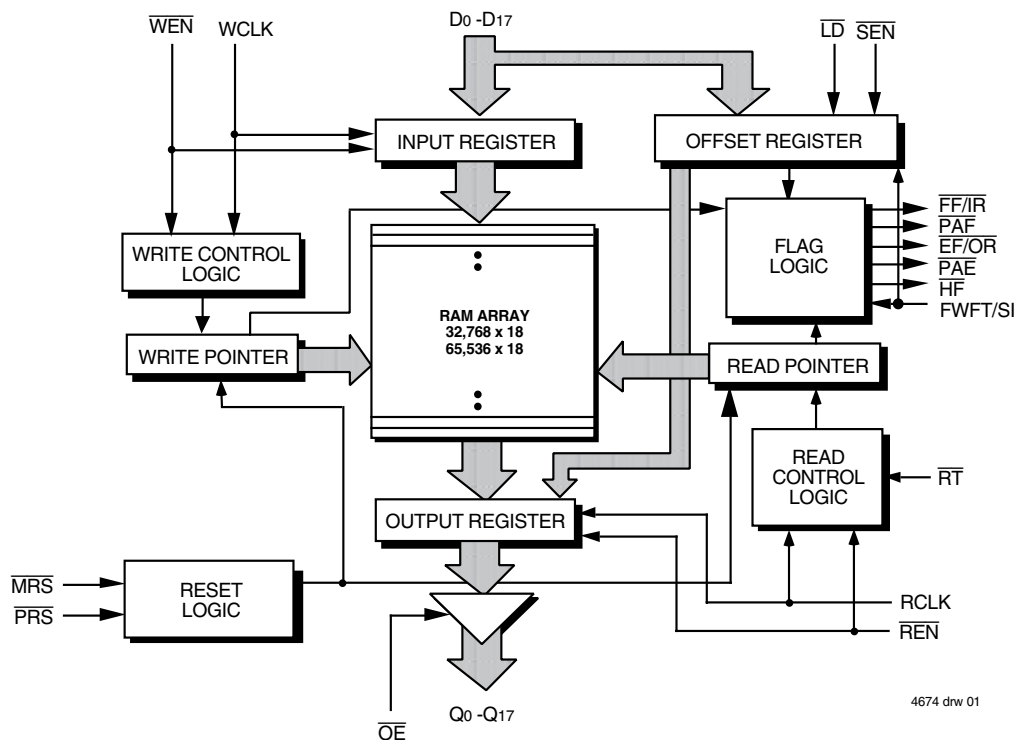 WEN WCLK D0 -D17 LD SEN
INPUT REGISTER
OFFSET REGISTER
WRITE CONTROL
LOGIC
FLAG
LOGIC
FF/IR
PAF
EF/OR
PAE
HF
FWFT/SI
RAM ARRAY
32,768 x 18
65,536 x 18
WRITE POINTER
READ POINTER
READ
CONTROL
LOGIC
RT
OUTPUT REGISTER
MRS
PRS
RESET
LOGIC
RCLK
REN
OE
Q0 -Q17
4674 drw 01